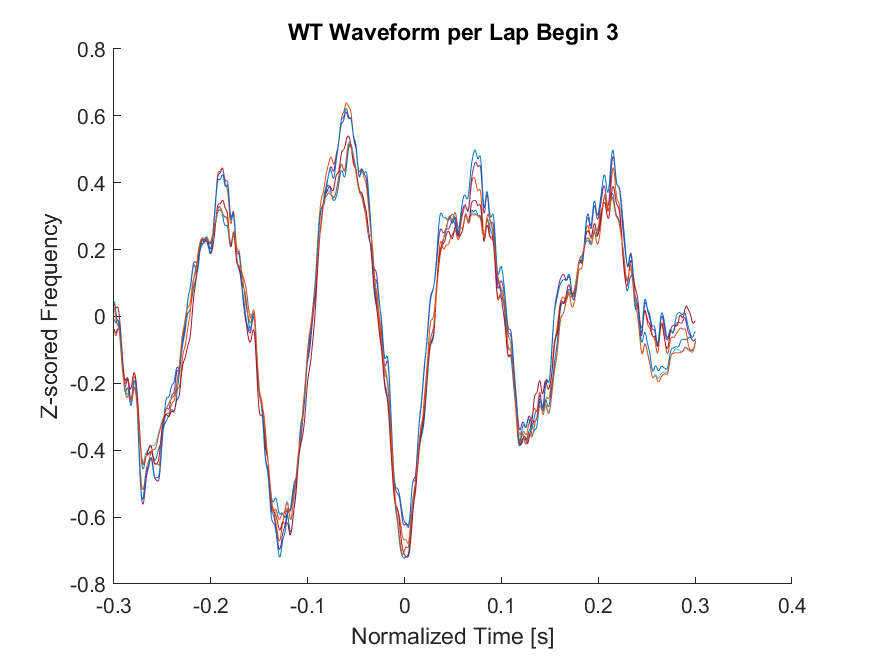 WT Waveform per Lap Begin 3
0.8
0.6
0.4
0.2
0
-0.2
-0.4
-0.6
-0.8
Z-scored Frequency
-0.3 -0.2 -0.1 0 0.1 0.2 0.3 0.4
Normalized Time [s]